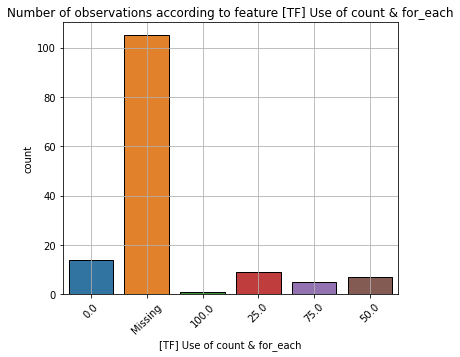 Number of observations according to feature [TF] Use of count & for_each
100
80
60
40
20
0
count
0.0
Missing
100.0
25.0
75.0
50.0
[TF] Use of count & for_each